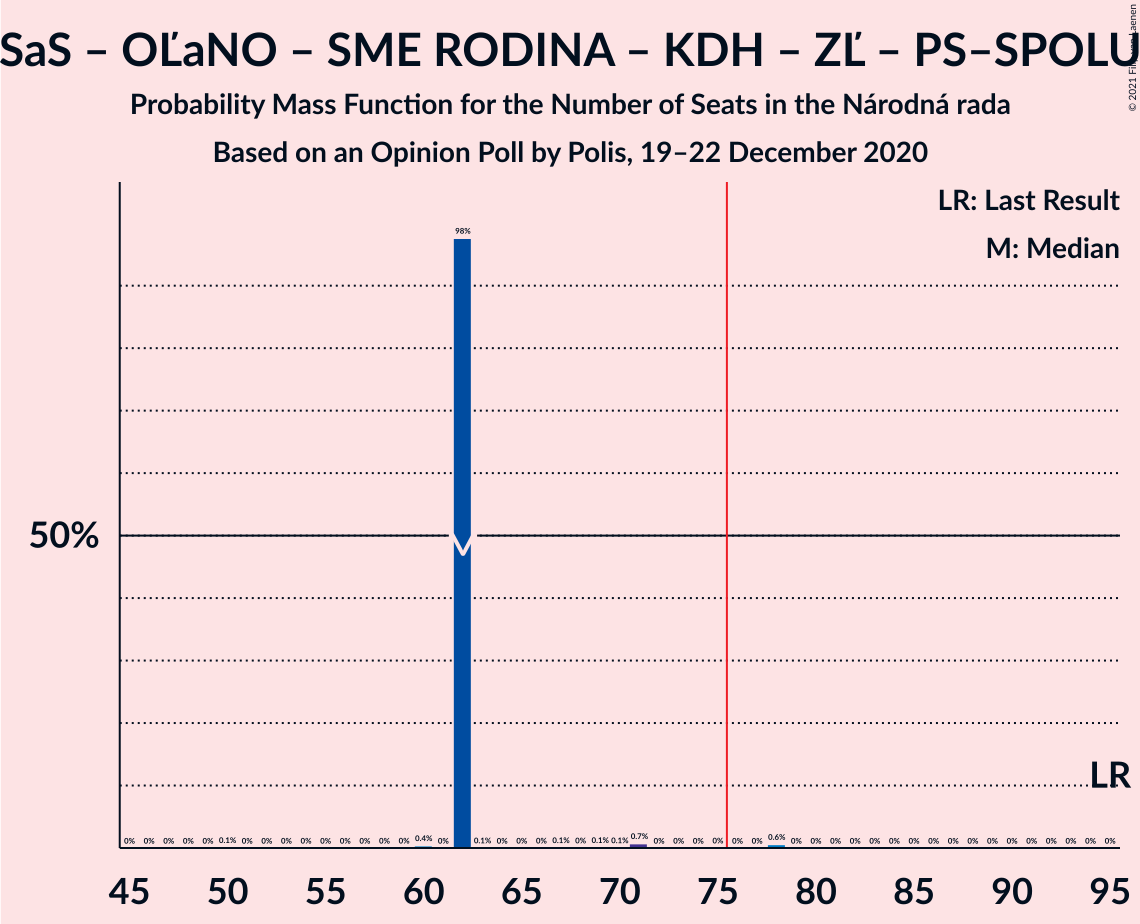 SaS – OĽaNO – SME RODINA – KDH – ZĽ – PS–SPOLU
© 2021 Filip van Laenen
Probability Mass Function for the Number of Seats in the Národná rada
Based on an Opinion Poll by Polis, 19–22 December 2020
LR: Last Result
M: Median
98%
50%
LR
0% 0% 0% 0% 0% 0.1% 0% 0% 0% 0% 0% 0% 0% 0% 0% 0.4% 0% 0.1% 0% 0% 0% 0.1% 0% 0.1% 0.1% 0.7% 0% 0% 0% 0% 0% 0% 0.6% 0% 0% 0% 0% 0% 0% 0% 0% 0% 0% 0% 0% 0% 0% 0% 0% 0%
45 50 55 60 65 70 75 80 85 90 95